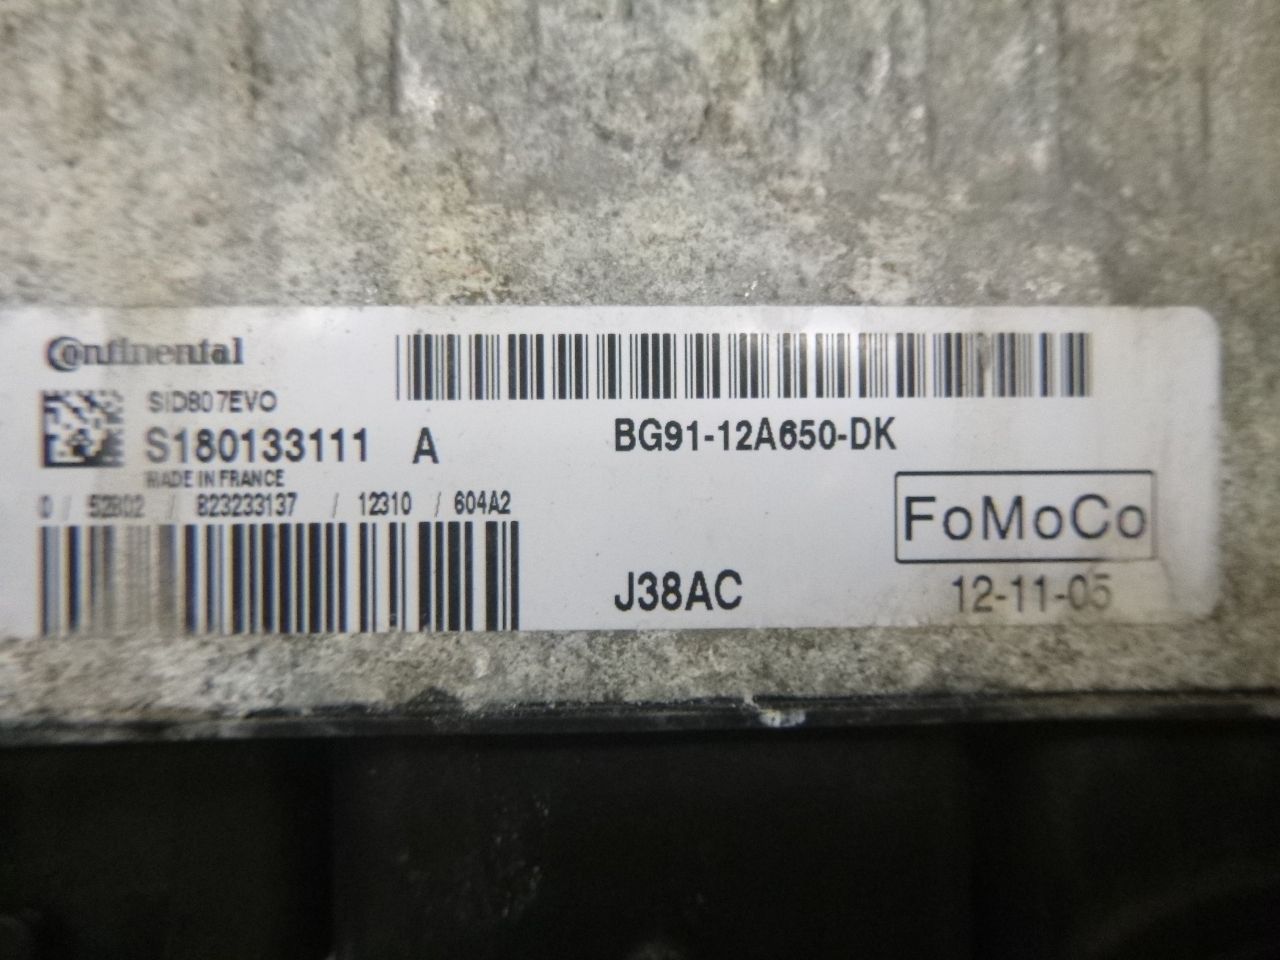 Continental
SID807EVO
S180133111 A
MADE IN FRANCE
0 / 52802 / 823233137 / 12310 / 604A2
BG91-12A650-DK
FoMoCo
J38AC
12-11-05